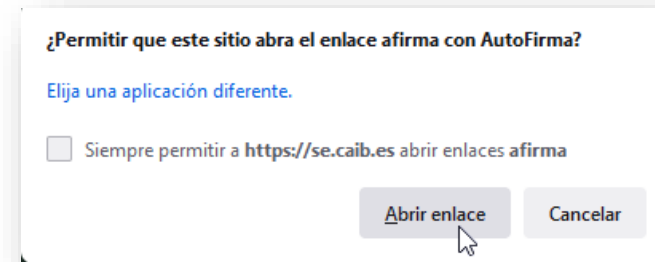 ¿Permitir que este sitio abra el enlace afirma con AutoFirma?
Elija una aplicación diferente.
Siempre permitir a https://se.caib.es abrir enlaces afirma
Abrir enlace
Cancelar